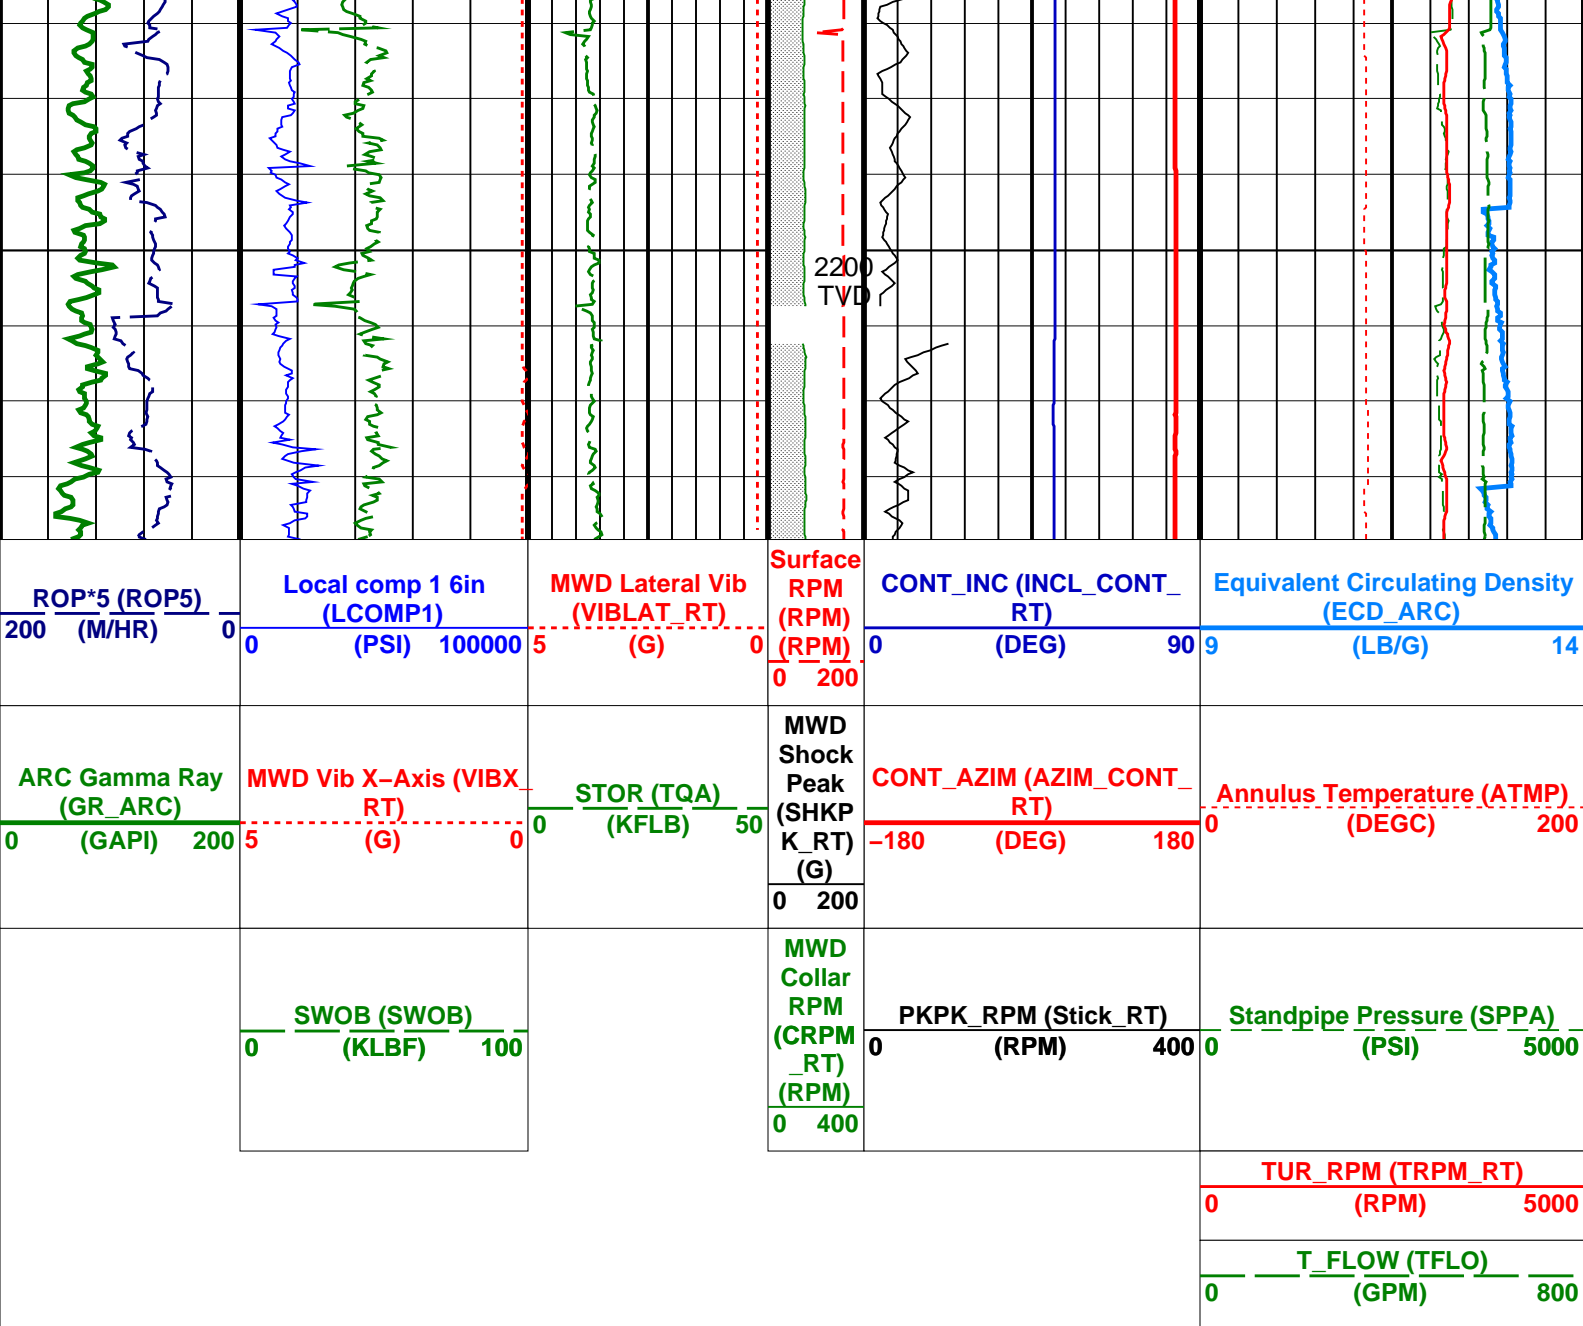 2200
TVD
ROP*5 (ROP5)
200 (M/HR) 0
Local comp 1 6in
(LCOMP1)
0 (PSI) 100000
MWD Lateral Vib
(VIBLAT_RT)
5 (G) 0
Surface
RPM
(RPM)
(RPM)
0 200
CONT_INC (INCL_CONT_
RT)
0 (DEG) 90
Equivalent Circulating Density
(ECD_ARC)
9 (LB/G) 14
ARC Gamma Ray
(GR_ARC)
0 (GAPI) 200
MWD Vib X–Axis (VIBX_
RT)
5 (G) 0
STOR (TQA)
0 (KFLB) 50
MWD
Shock
Peak
(SHKP
K_RT)
(G)
0 200
CONT_AZIM (AZIM_CONT_
RT)
–180 (DEG) 180
Annulus Temperature (ATMP)
0 (DEGC) 200
SWOB (SWOB)
0 (KLBF) 100
MWD
Collar
RPM
(CRPM
_RT)
(RPM)
0 400
PKPK_RPM (Stick_RT)
0 (RPM) 400
Standpipe Pressure (SPPA)
0 (PSI) 5000
TUR_RPM (TRPM_RT)
0 (RPM) 5000
T_FLOW (TFLO)
0 (GPM) 800